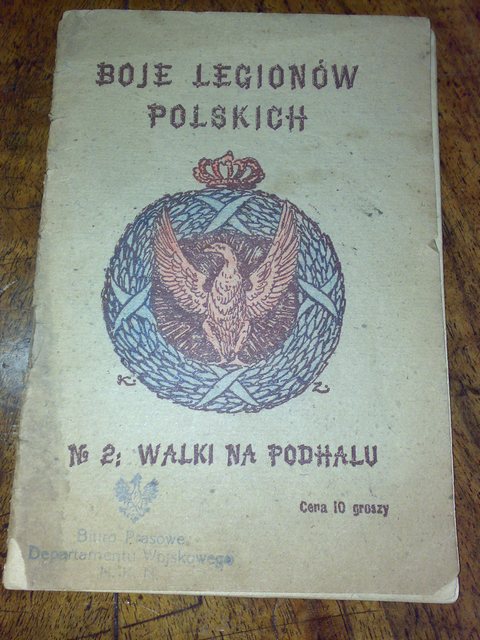 BOJE LEGIONÓW
POLSKICH
K. Z.
№ 2: WALKI NA PODHALU
Cena 10 groszy
Biuro Prasowe
Departamentu Wojskowego
N. K. N.